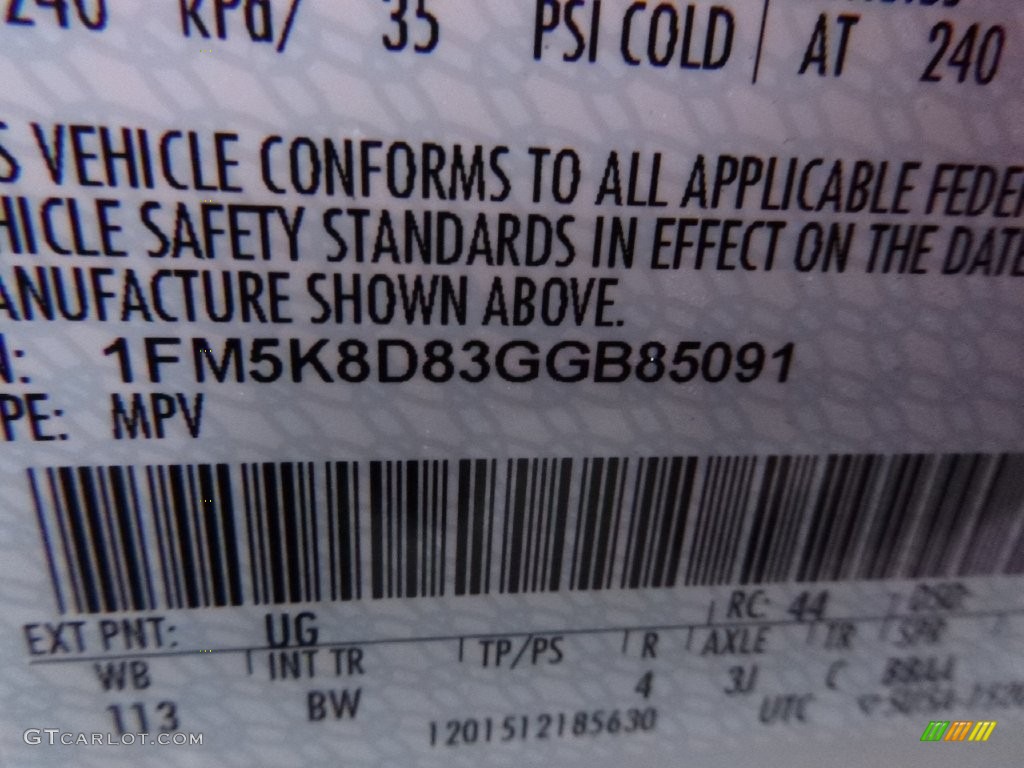 240 kPa/ 35 PSI COLD AT 240
S VEHICLE CONFORMS TO ALL APPLICABLE FEDER
HICLE SAFETY STANDARDS IN EFFECT ON THE DATE
ANUFACTURE SHOWN ABOVE.
N: 1FM5K8D83GGB85091
PE: MPV
RC: 44
EXT PNT: UG
WB INT TR TP/PS R AXLE TR SPR
113 BW 4 3J C
1201512185630 UTC
GTCARLOT.COM